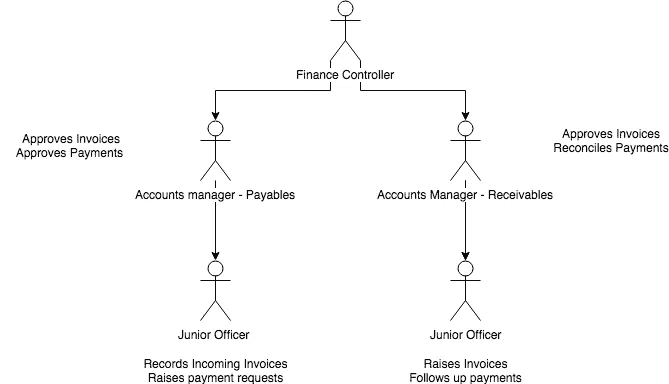 Finance Controller
Approves Invoices
Approves Payments
Approves Invoices
Reconciles Payments
Accounts manager - Payables
Accounts Manager - Receivables
Junior Officer
Junior Officer
Records Incoming Invoices
Raises payment requests
Raises Invoices
Follows up payments